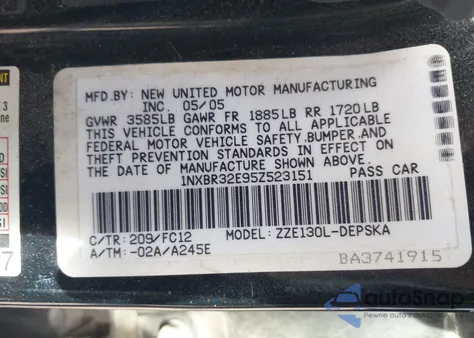 MFD.BY: NEW UNITED MOTOR MANUFACTURING
INC. 05/05
GVWR 3585LB GAWR FR 1885LB RR 1720LB
THIS VEHICLE CONFORMS TO ALL APPLICABLE
FEDERAL MOTOR VEHICLE SAFETY,BUMPER,AND
THEFT PREVENTION STANDARDS IN EFFECT ON
THE DATE OF MANUFACTURE SHOWN ABOVE.
1NXBR32E95Z523151 PASS CAR
C/TR:209/FC12 MODEL:ZZE130L-DEPSKA
A/TM:-02A/A245E
BA3741915
autoSnap
Pewne auto z